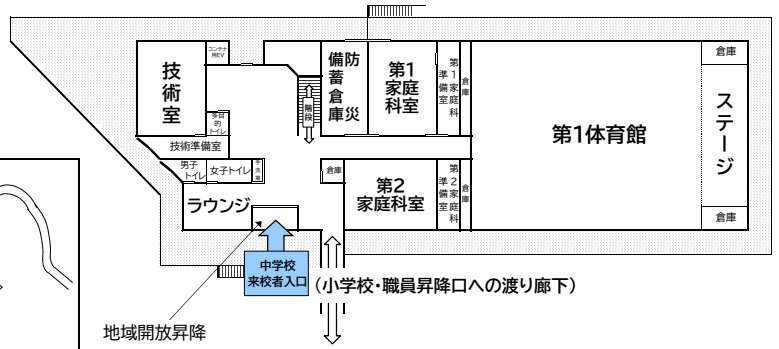 コンテナ
用EV
技術室
防災
備蓄倉庫
第1
家庭
科室
第1家庭科
準備室
倉庫
倉庫
ステージ
倉庫
第1体育館
階段
多目
的
トイレ
技術準備室
男子
トイレ
女子トイレ
倉庫
第2
家庭科室
第2家庭科
準備室
倉庫
ラウンジ
中学校
来校者入口
(小学校・職員昇降口への渡り廊下)
地域開放昇降